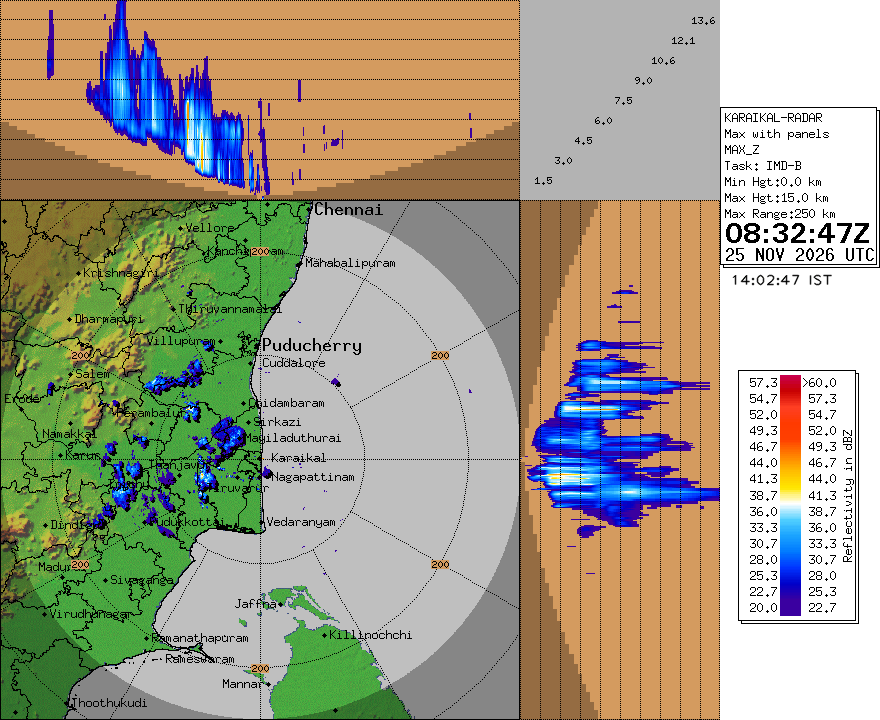 13.6
12.1
10.6
9.0
7.5
6.0
4.5
3.0
1.5
KARAIKAL-RADAR
Max with panels
MAX_Z
Task: IMD-B
Min Hgt:0.0 km
Max Hgt:15.0 km
Max Range:250 km
08:32:47Z
25 NOV 2026 UTC
14:02:47 IST
Chennai
Vellore
200
Mahabalipuram
Krishnagiri
Thiruvannamalai
Dharmapuri
Villupuram
Puducherry
200
200
Cuddalore
Salem
Erode
Chidambaram
Perambalur
Sirkazi
Namakkal
Mayiladuthurai
Karur
Karaikal
Thanjavur
Nagapattinam
Pudukkottai
Vedaranyam
200
200
Sivaganga
Jaffna
Virudhunagar
Killinochchi
Ramanathapuram
Rameswaram
200
Mannar
Thoothukudi
57.3 >60.0
54.7 57.3
52.0 54.7
49.3 52.0
46.7 49.3
44.0 46.7
41.3 44.0
38.7 41.3
36.0 38.7
33.3 36.0
30.7 33.3
28.0 30.7
25.3 28.0
22.7 25.3
20.0 22.7
Reflectivity in dBZ